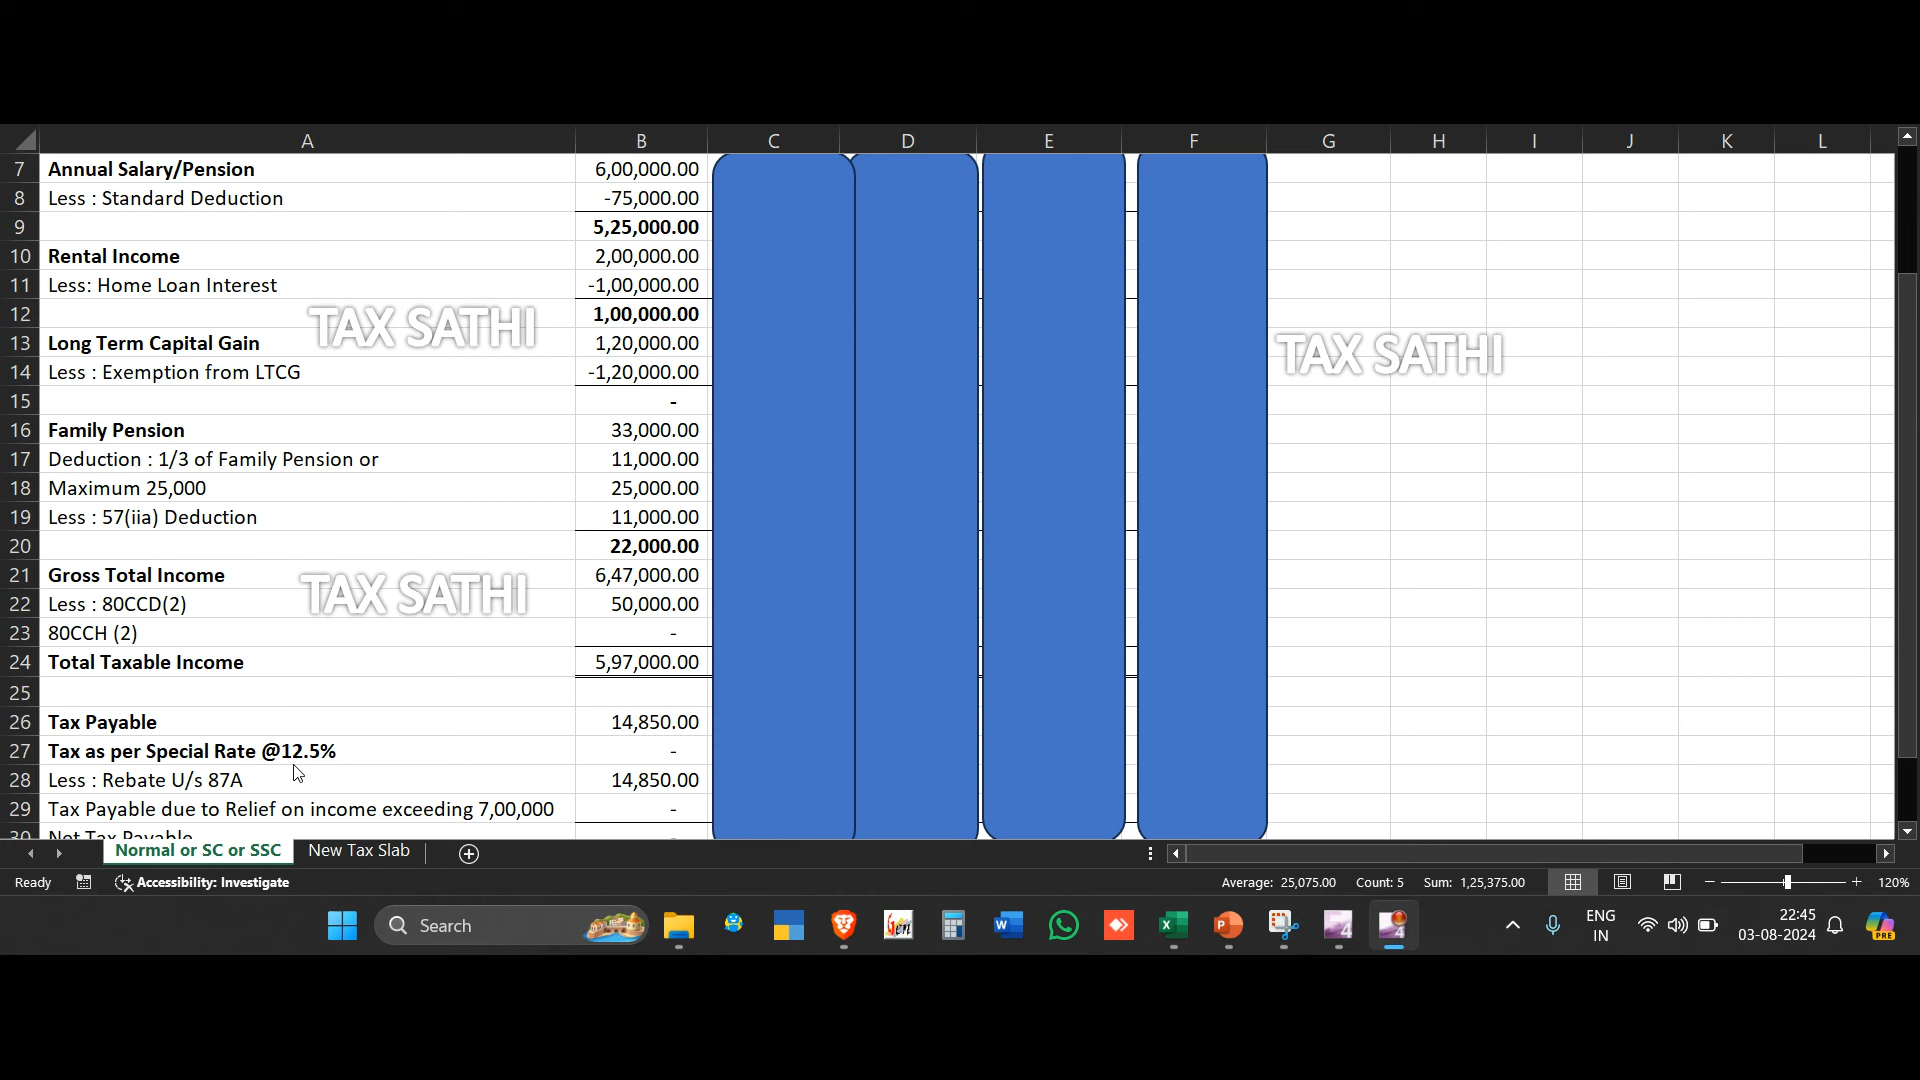 A B C D E F G H I J K L
7 Annual Salary/Pension 6,00,000.00
8 Less : Standard Deduction -75,000.00
9 5,25,000.00
10 Rental Income 2,00,000.00
11 Less: Home Loan Interest -1,00,000.00
12 1,00,000.00
TAX SATHI
13 Long Term Capital Gain 1,20,000.00
TAX SATHI
14 Less : Exemption from LTCG -1,20,000.00
15 -
16 Family Pension 33,000.00
17 Deduction : 1/3 of Family Pension or 11,000.00
18 Maximum 25,000 25,000.00
19 Less : 57(iia) Deduction 11,000.00
20 22,000.00
21 Gross Total Income 6,47,000.00
TAX SATHI
22 Less : 80CCD(2) 50,000.00
23 80CCH (2) -
24 Total Taxable Income 5,97,000.00
25
26 Tax Payable 14,850.00
27 Tax as per Special Rate @12.5% -
28 Less : Rebate U/s 87A 14,850.00
29 Tax Payable due to Relief on income exceeding 7,00,000 -
30 Net Tax Payable -
Normal or SC or SSC New Tax Slab
Ready Accessibility: Investigate Average: 25,075.00 Count: 5 Sum: 1,25,375.00 120%
Search ENG 22:45
IN 03-08-2024
PRE